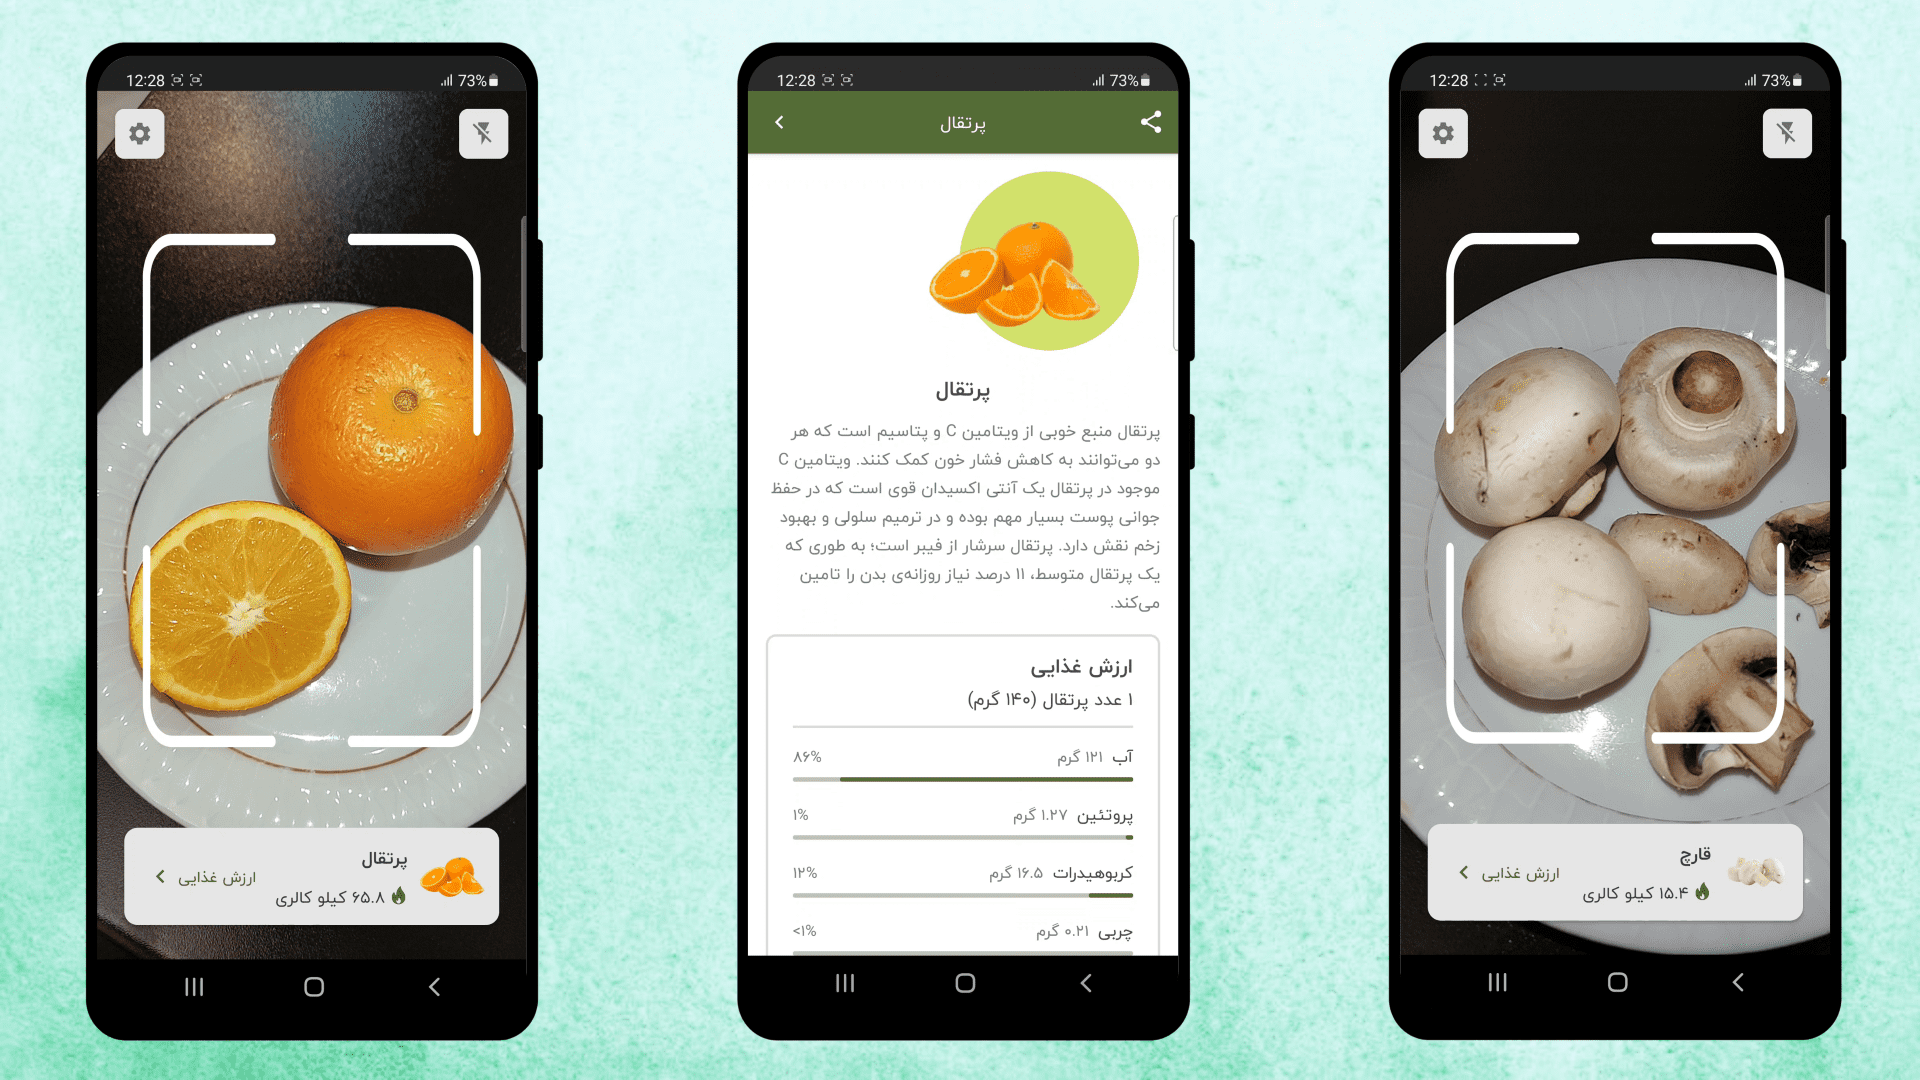 12:28
73%
پرتقال
۶۵.۸ کیلو کالری
ارزش غذایی
12:28
73%
پرتقال
پرتقال
پرتقال منبع خوبی از ویتامین C و پتاسیم است که هر
دو می‌توانند به کاهش فشار خون کمک کنند. ویتامین C
موجود در پرتقال یک آنتی اکسیدان قوی است که در حفظ
جوانی پوست بسیار مهم بوده و در ترمیم سلولی و بهبود
زخم نقش دارد. پرتقال سرشار از فیبر است؛ به طوری که
یک پرتقال متوسط، ۱۱ درصد نیاز روزانه‌ی بدن را تامین
می‌کند.
ارزش غذایی
۱ عدد پرتقال (۱۴۰ گرم)
آب ۱۲۱ گرم ۸۶%
پروتئین ۱.۲۷ گرم ۱%
کربوهیدرات ۱۶.۵ گرم ۱۲%
چربی ۰.۲۱ گرم <۱%
12:28
73%
قارچ
۱۵.۴ کیلو کالری
ارزش غذایی